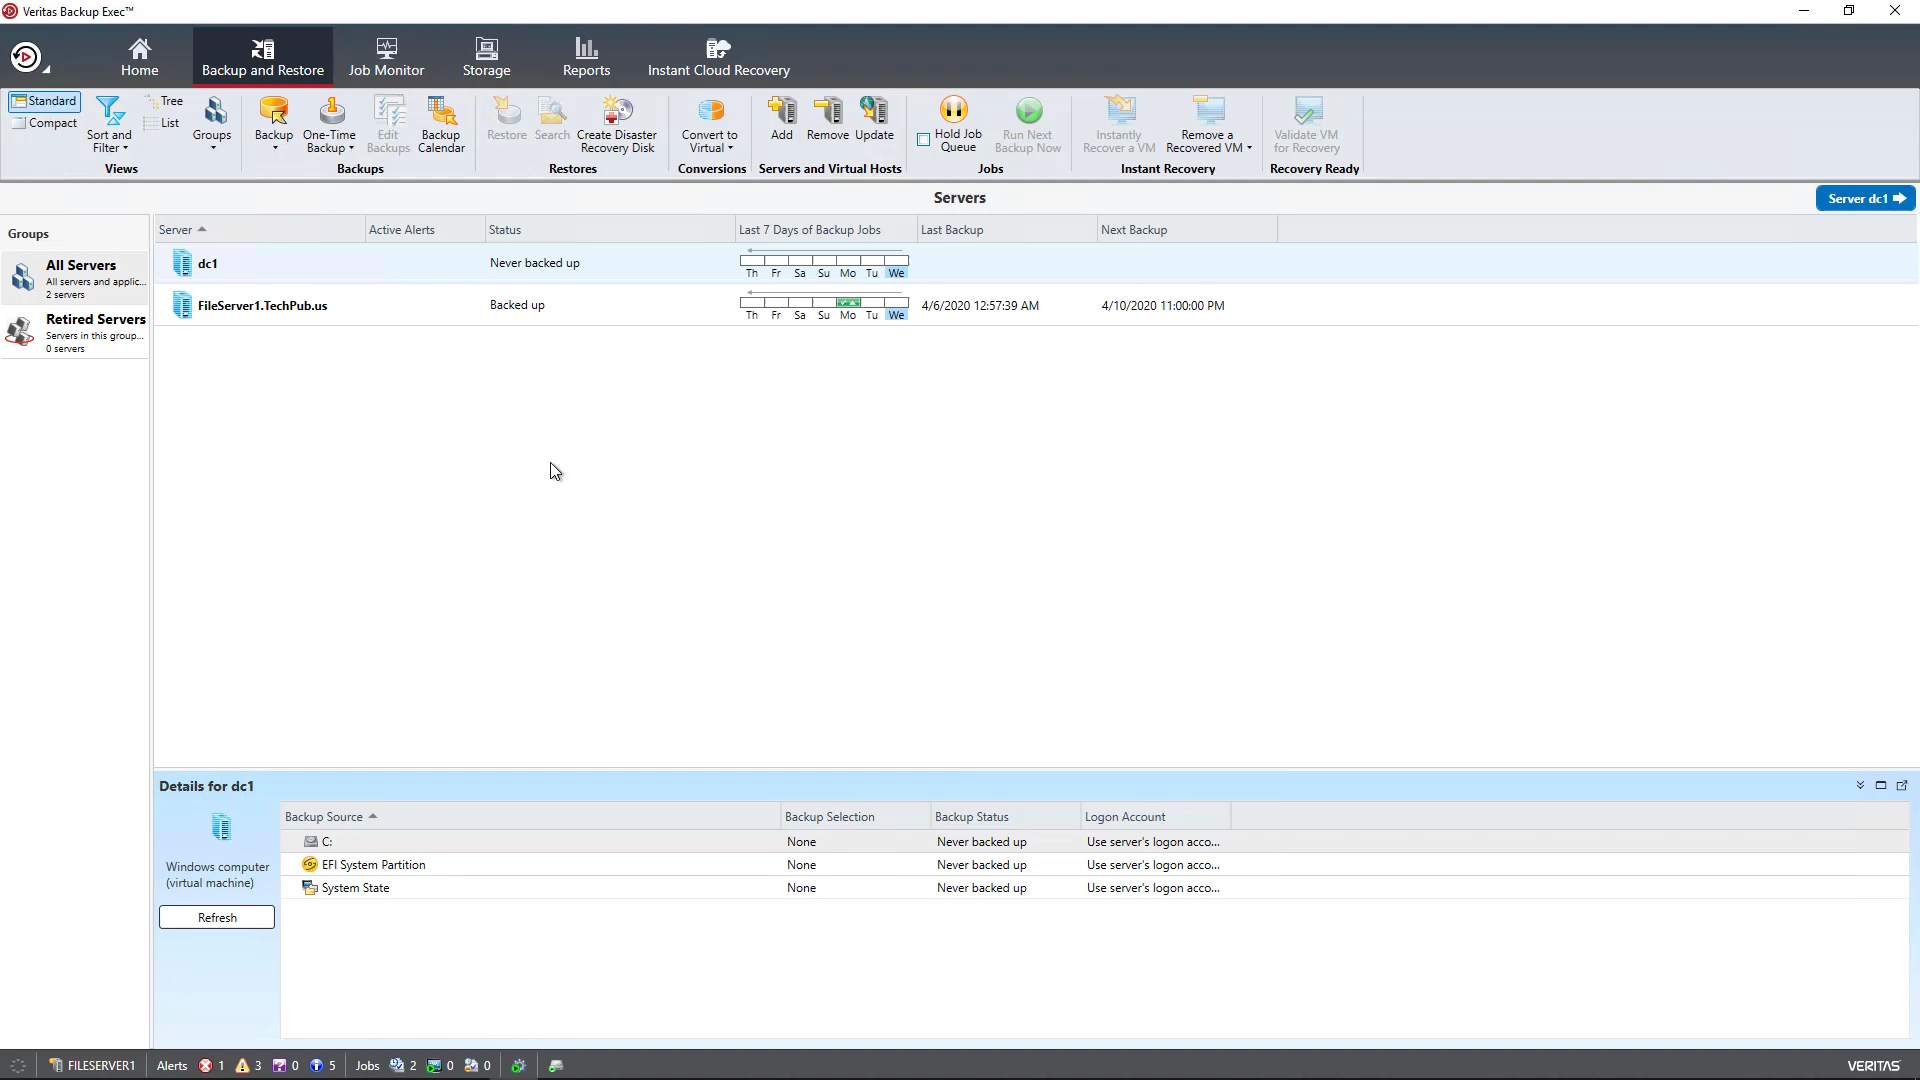 Veritas Backup Exec™
Home
Backup and Restore
Job Monitor
Storage
Reports
Instant Cloud Recovery
Standard
Compact
Sort and
Filter
Tree
List
Groups
Views
Backup
One-Time
Backup
Edit
Backups
Backup
Calendar
Backups
Restore
Search
Create Disaster
Recovery Disk
Restores
Convert to
Virtual
Conversions
Add
Remove
Update
Servers and Virtual Hosts
Hold Job
Queue
Run Next
Backup Now
Jobs
Instantly
Recover a VM
Remove a
Recovered VM
Instant Recovery
Validate VM
for Recovery
Recovery Ready
Servers
Server dc1
Groups
All Servers
All servers and applic...
2 servers
Retired Servers
Servers in this group...
0 servers
Server Active Alerts Status Last 7 Days of Backup Jobs Last Backup Next Backup
dc1 Never backed up
Th Fr Sa Su Mo Tu We
FileServer1.TechPub.us Backed up 4/6/2020 12:57:39 AM 4/10/2020 11:00:00 PM
Th Fr Sa Su Mo Tu We
Details for dc1
Windows computer
(virtual machine)
Refresh
Backup Source Backup Selection Backup Status Logon Account
C: None Never backed up Use server's logon acco...
EFI System Partition None Never backed up Use server's logon acco...
System State None Never backed up Use server's logon acco...
FILESERVER1 Alerts 1 3 0 5 Jobs 2 0 0
VERITAS